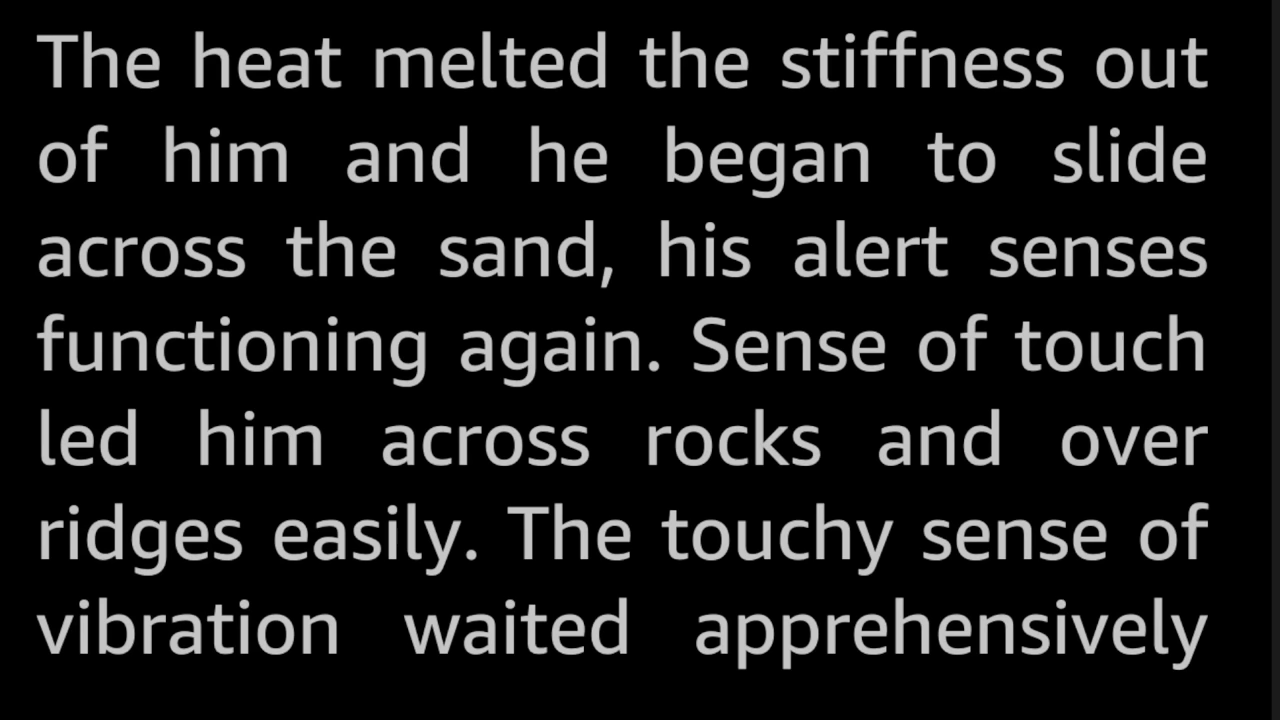 The heat melted the stiffness out
of him and he began to slide
across the sand, his alert senses
functioning again. Sense of touch
led him across rocks and over
ridges easily. The touchy sense of
vibration waited apprehensively